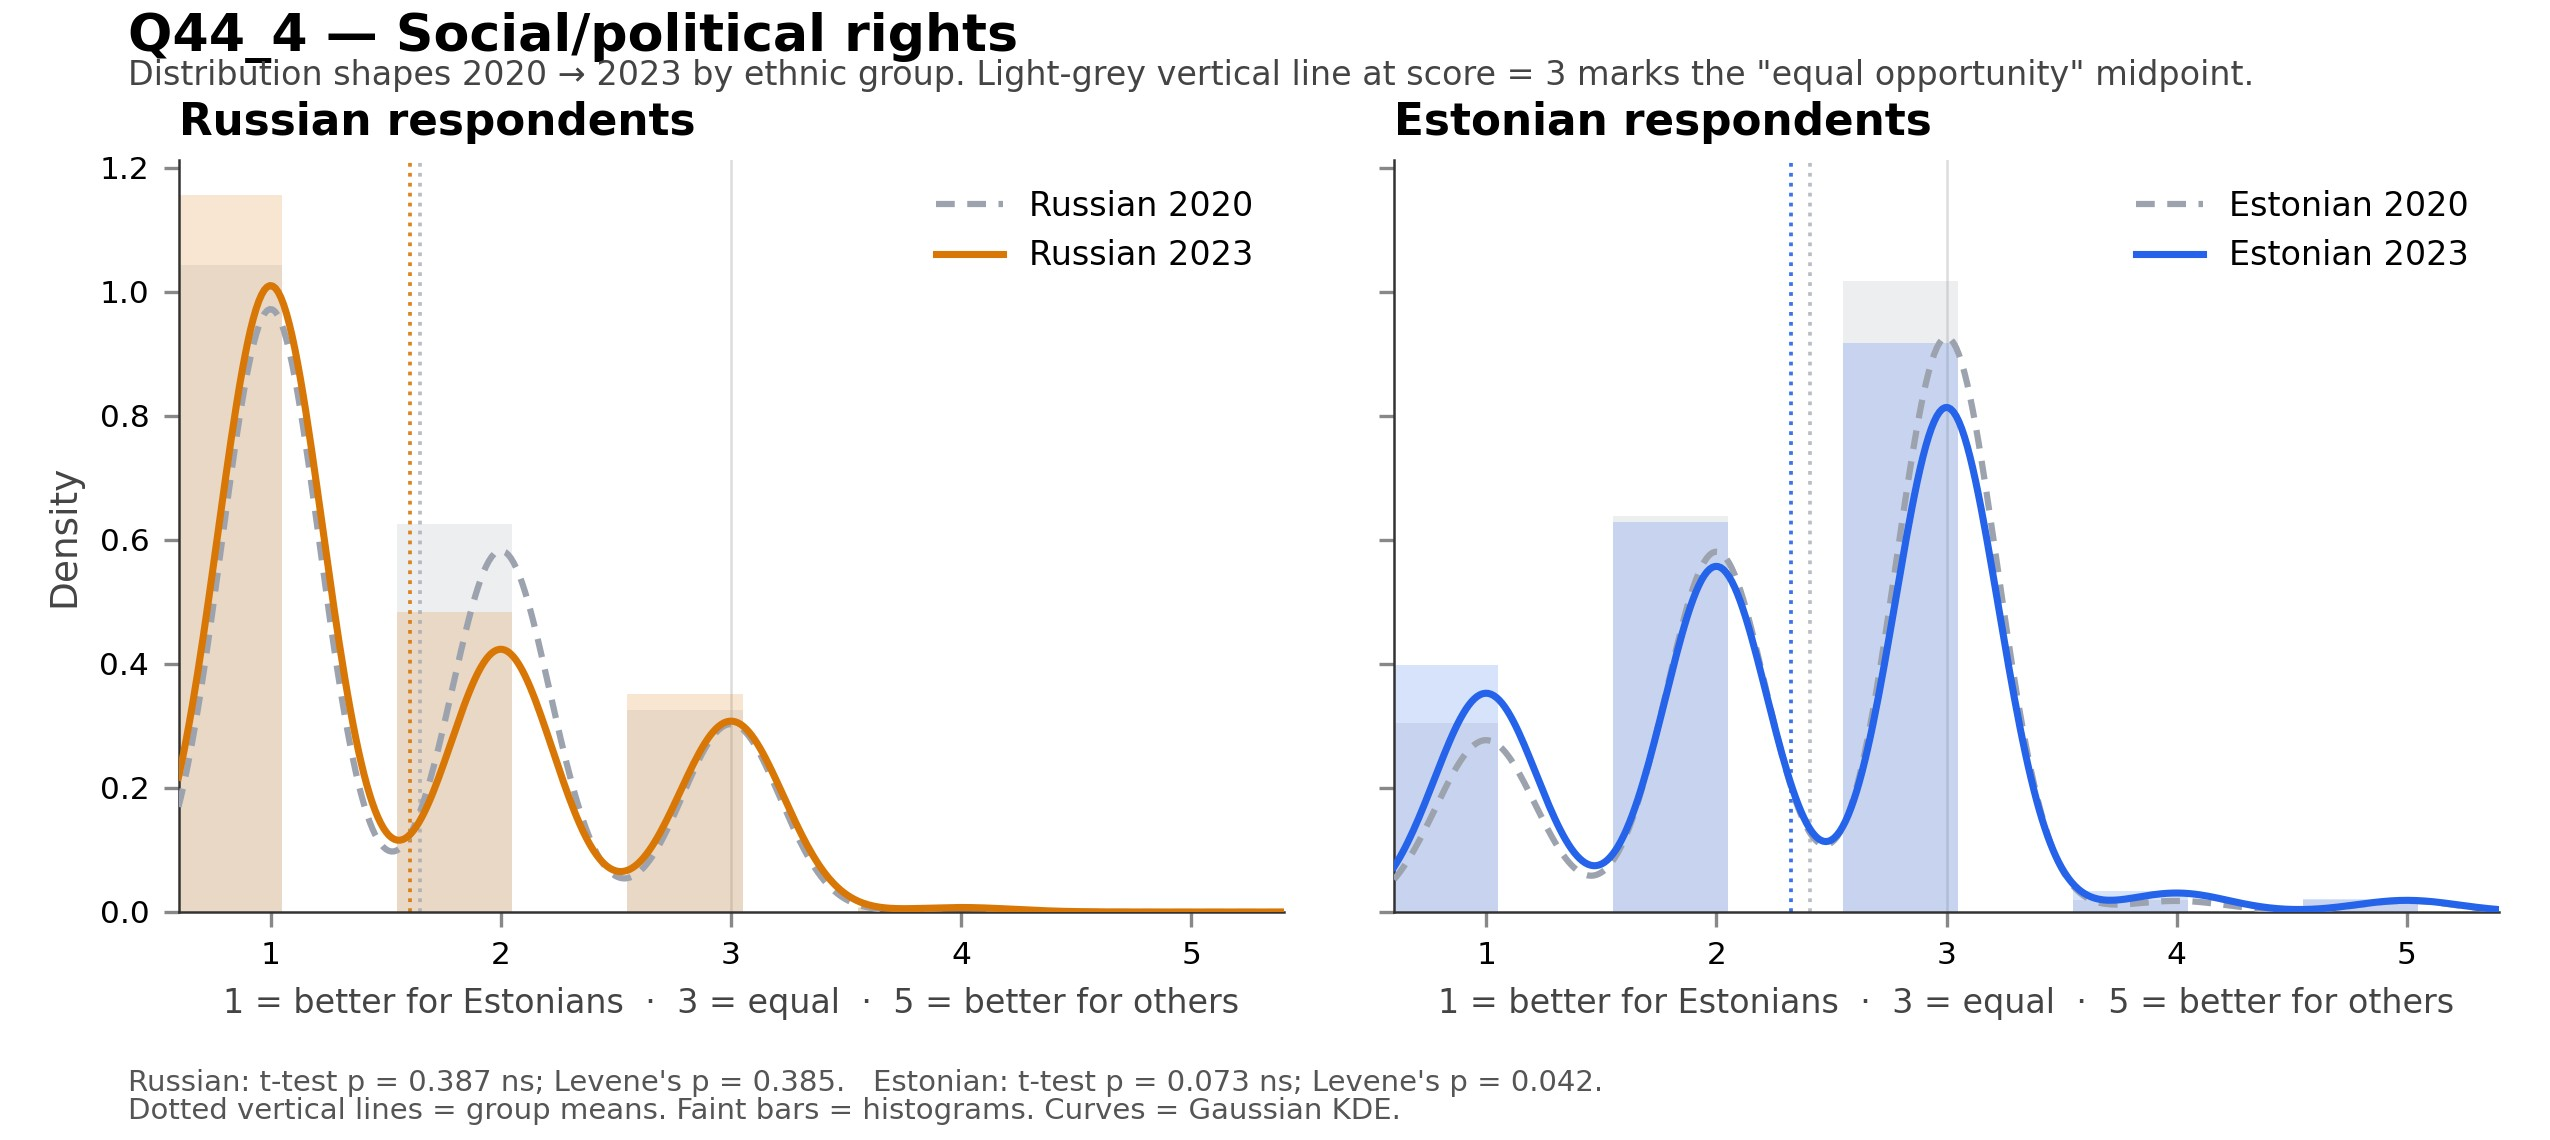 Q44_4 — Social/political rights
Distribution shapes 2020 → 2023 by ethnic group. Light-grey vertical line at score = 3 marks the "equal opportunity" midpoint.
Russian respondents
Estonian respondents
Density
1.2
1.0
0.8
0.6
0.4
0.2
0.0
Russian 2020
Russian 2023
Estonian 2020
Estonian 2023
1 2 3 4 5
1 2 3 4 5
1 = better for Estonians · 3 = equal · 5 = better for others
1 = better for Estonians · 3 = equal · 5 = better for others
Russian: t-test p = 0.387 ns; Levene's p = 0.385. Estonian: t-test p = 0.073 ns; Levene's p = 0.042.
Dotted vertical lines = group means. Faint bars = histograms. Curves = Gaussian KDE.